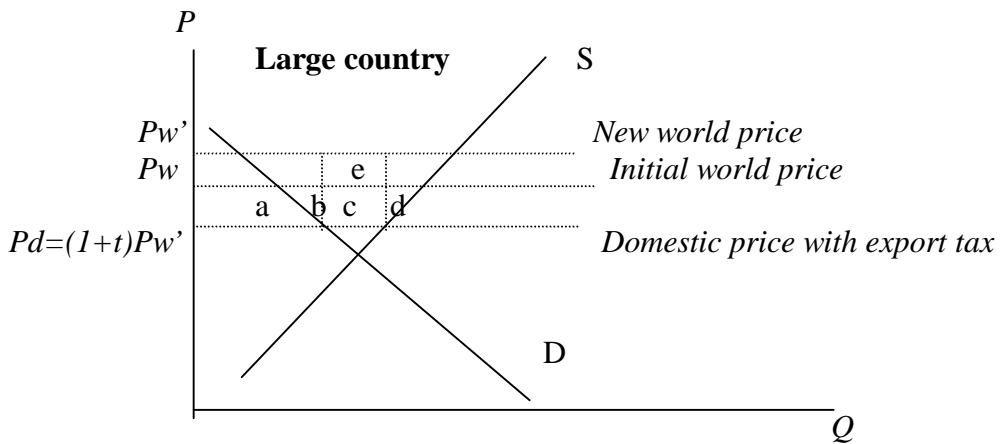 P
Large country
S
Pw’
New world price
Pw
e
Initial world price
a
b
c
d
Pd=(1+t)Pw’
Domestic price with export tax
D
Q